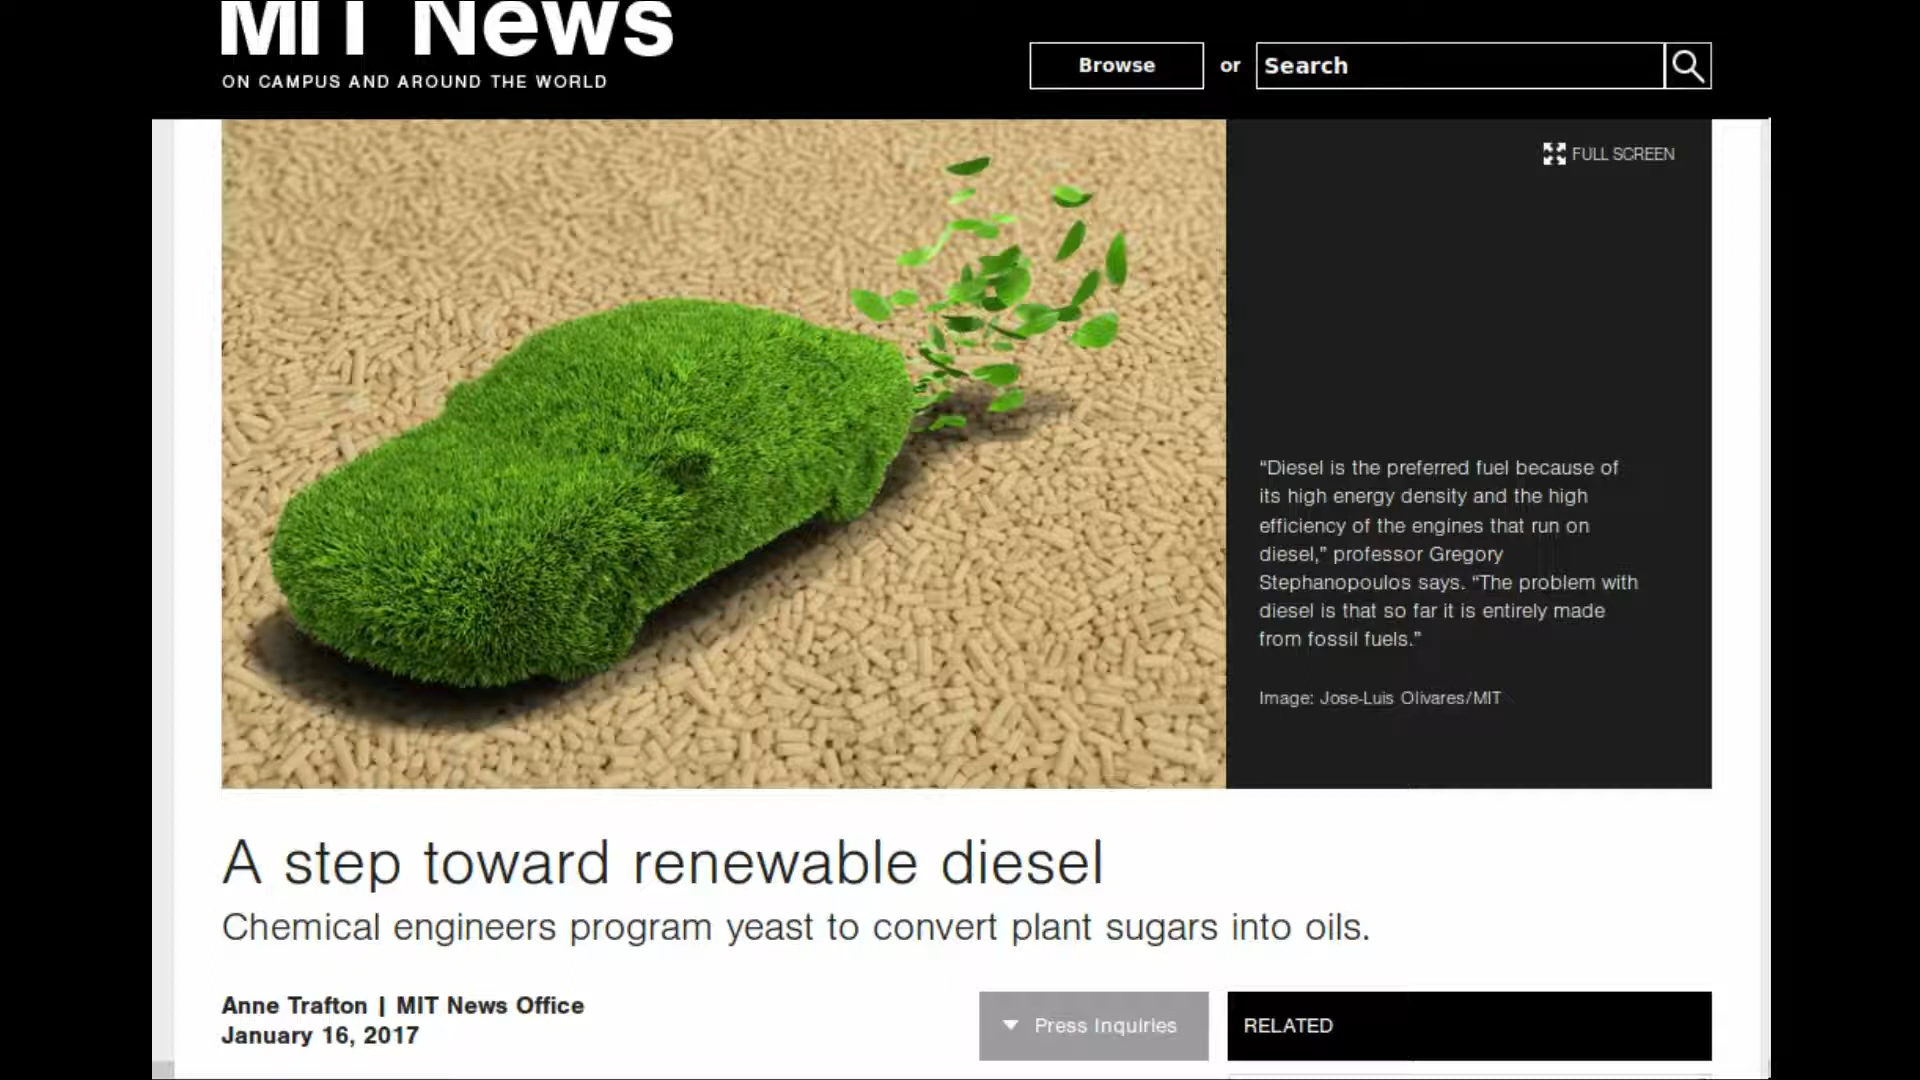 MIT News
ON CAMPUS AND AROUND THE WORLD
Browse or Search
FULL SCREEN
“Diesel is the preferred fuel because of
its high energy density and the high
efficiency of the engines that run on
diesel,” professor Gregory
Stephanopoulos says. “The problem with
diesel is that so far it is entirely made
from fossil fuels.”
Image: Jose-Luis Olivares/MIT
A step toward renewable diesel
Chemical engineers program yeast to convert plant sugars into oils.
Anne Trafton | MIT News Office
January 16, 2017
Press Inquiries
RELATED